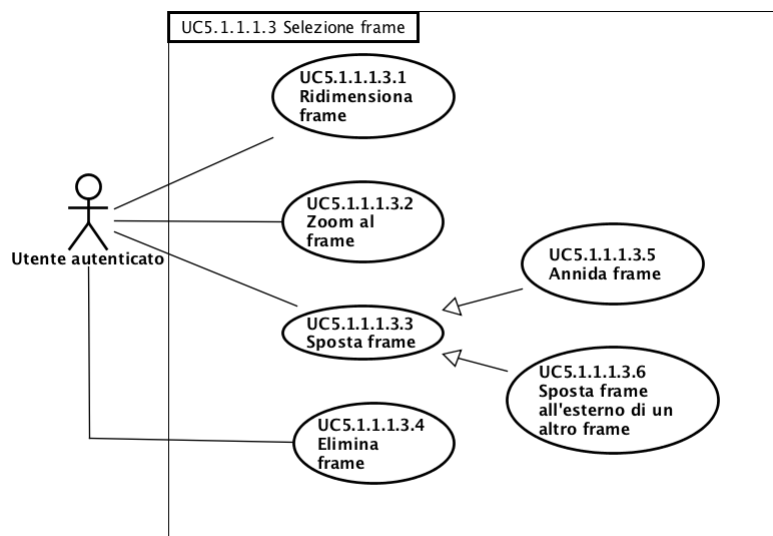 UC5.1.1.1.3 Selezione frame
UC5.1.1.1.3.1
Ridimensiona
frame
UC5.1.1.1.3.2
Zoom al
frame
Utente autenticato
UC5.1.1.1.3.5
Annida frame
UC5.1.1.1.3.3
Sposta frame
UC5.1.1.1.3.6
Sposta frame
all'esterno di un
altro frame
UC5.1.1.1.3.4
Elimina
frame